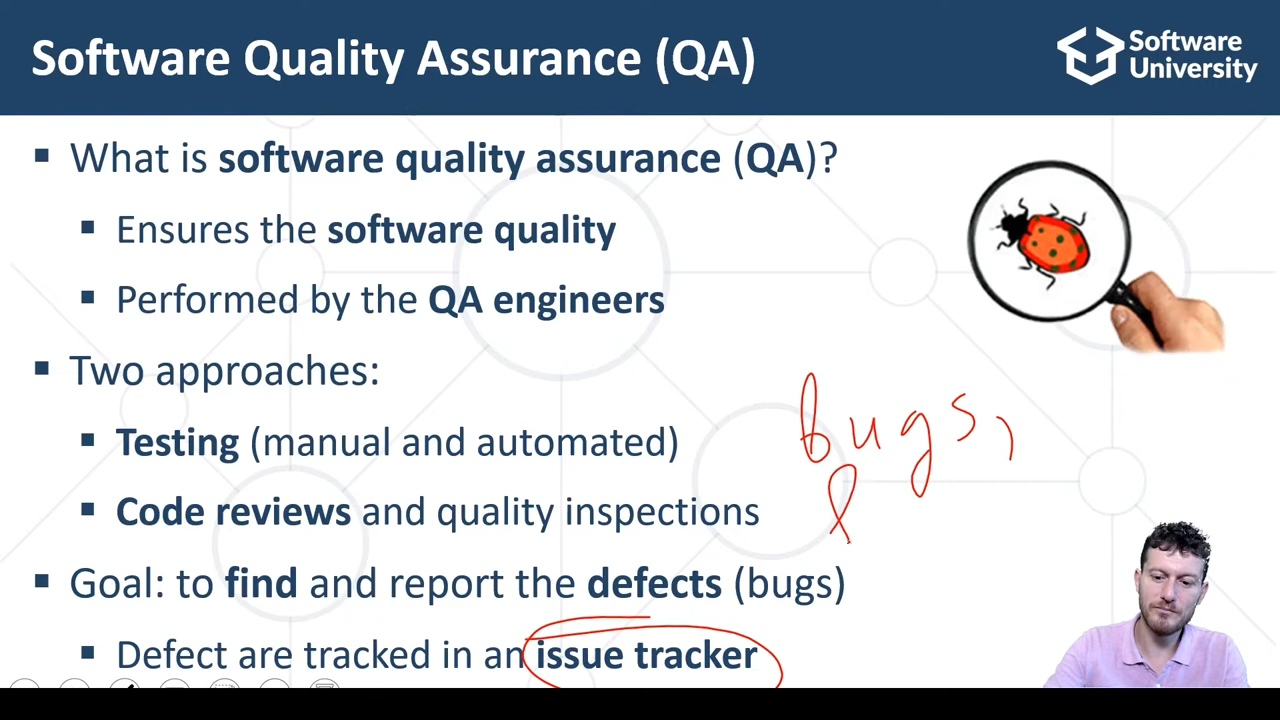 Software Quality Assurance (QA)
Software
University
What is software quality assurance (QA)?
Ensures the software quality
Performed by the QA engineers
Two approaches:
Testing (manual and automated)
bugs,
Code reviews and quality inspections
Goal: to find and report the defects (bugs)
Defect are tracked in an issue tracker